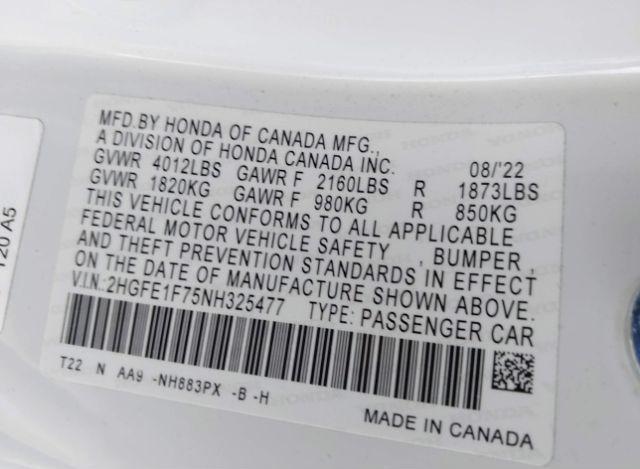 MFD.BY HONDA OF CANADA MFG.,
A DIVISION OF HONDA CANADA INC. 08/'22
GVWR 4012LBS GAWR F 2160LBS R 1873LBS
GVWR 1820KG GAWR F 980KG R 850KG
THIS VEHICLE CONFORMS TO ALL APPLICABLE
FEDERAL MOTOR VEHICLE SAFETY , BUMPER ,
AND THEFT PREVENTION STANDARDS IN EFFECT
ON THE DATE OF MANUFACTURE SHOWN ABOVE.
V.I.N.:2HGFE1F75NH325477 TYPE: PASSENGER CAR
T22 N AA9 -NH883PX -B -H
MADE IN CANADA
T20 A5